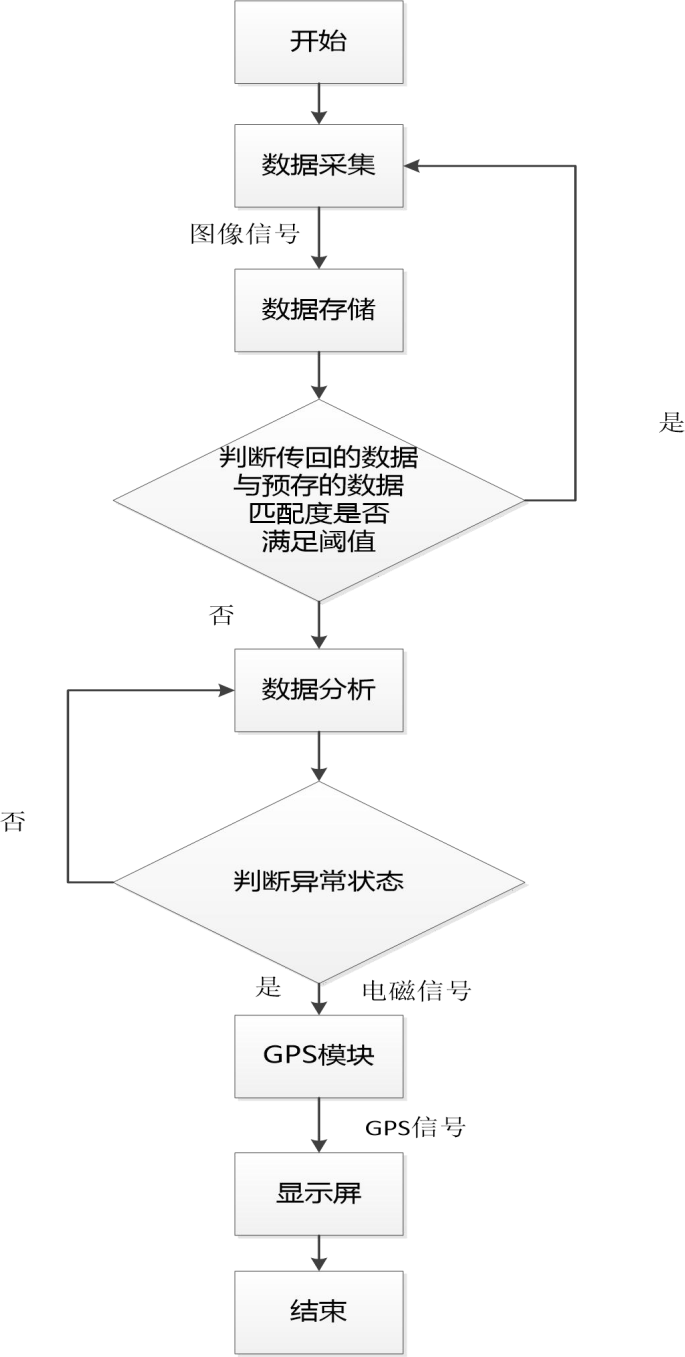 开始
数据采集
图像信号
数据存储
是
判断传回的数据
与预存的数据
匹配度是否
满足阈值
否
数据分析
否
判断异常状态
是
电磁信号
GPS模块
GPS信号
显示屏
结束